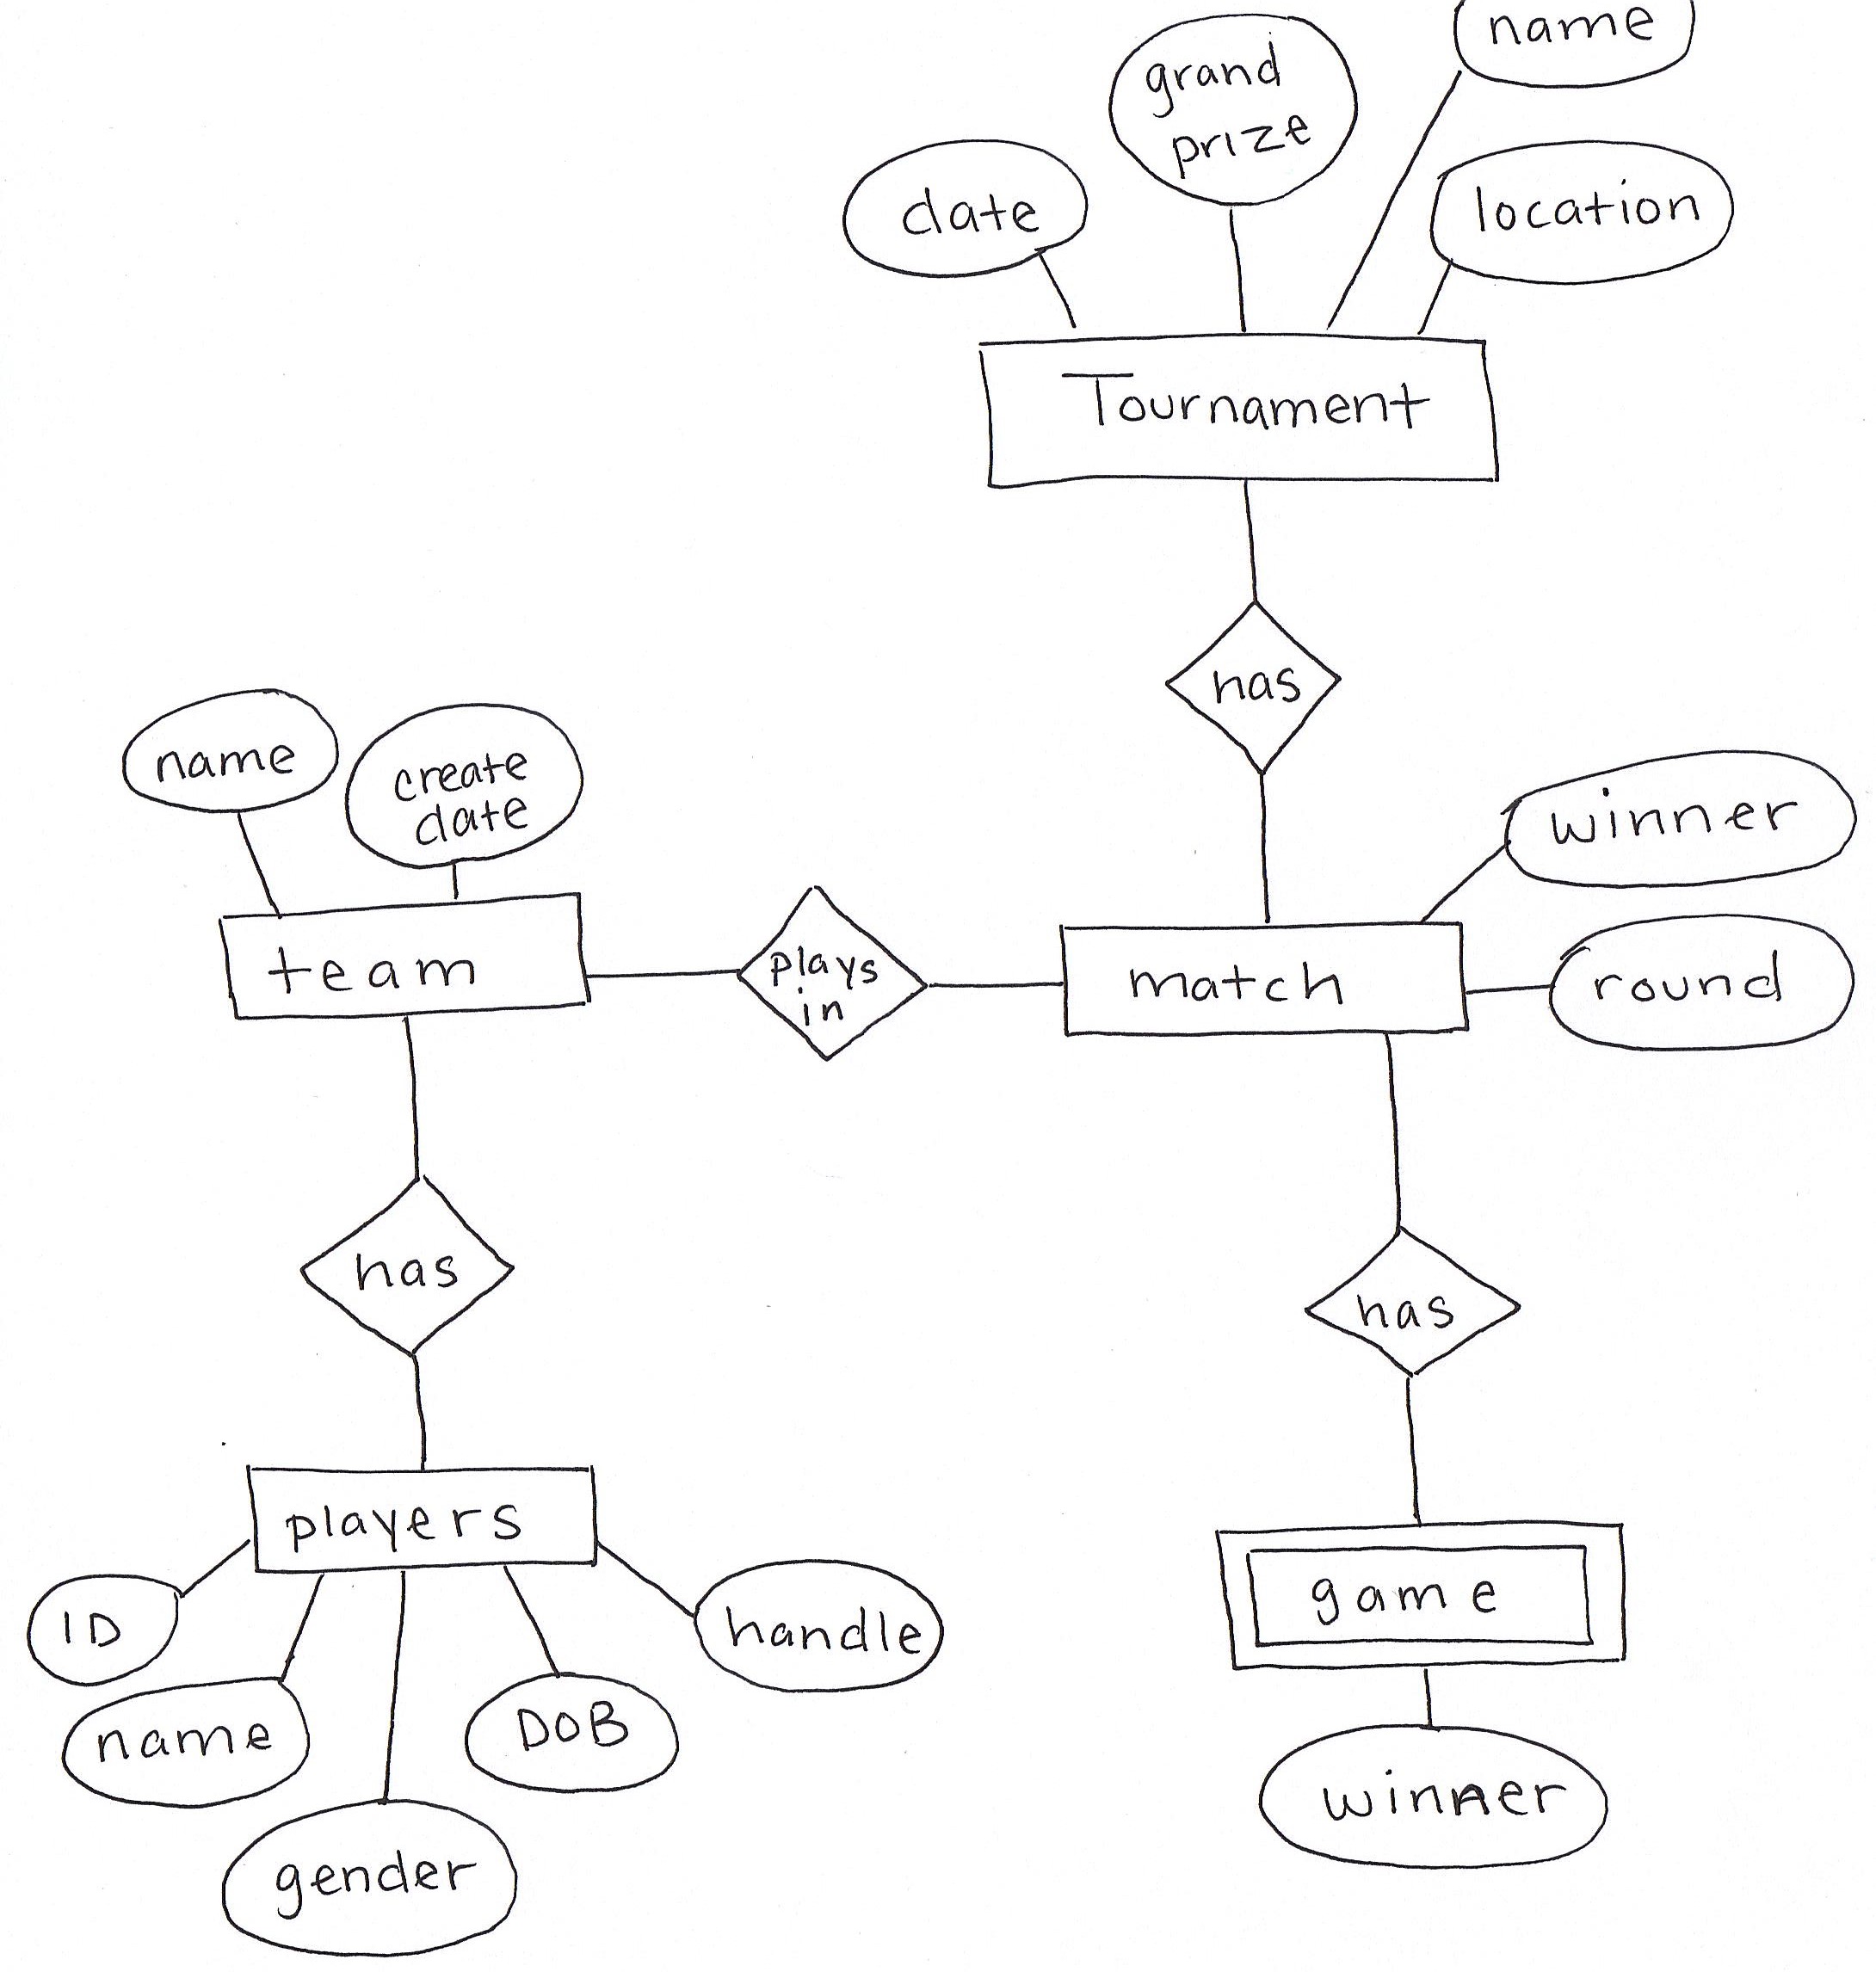 name
grand
prize
date
location
Tournament
has
name
create
date
winner
team
plays
in
match
round
has
has
players
game
ID
handle
name
DOB
winner
gender